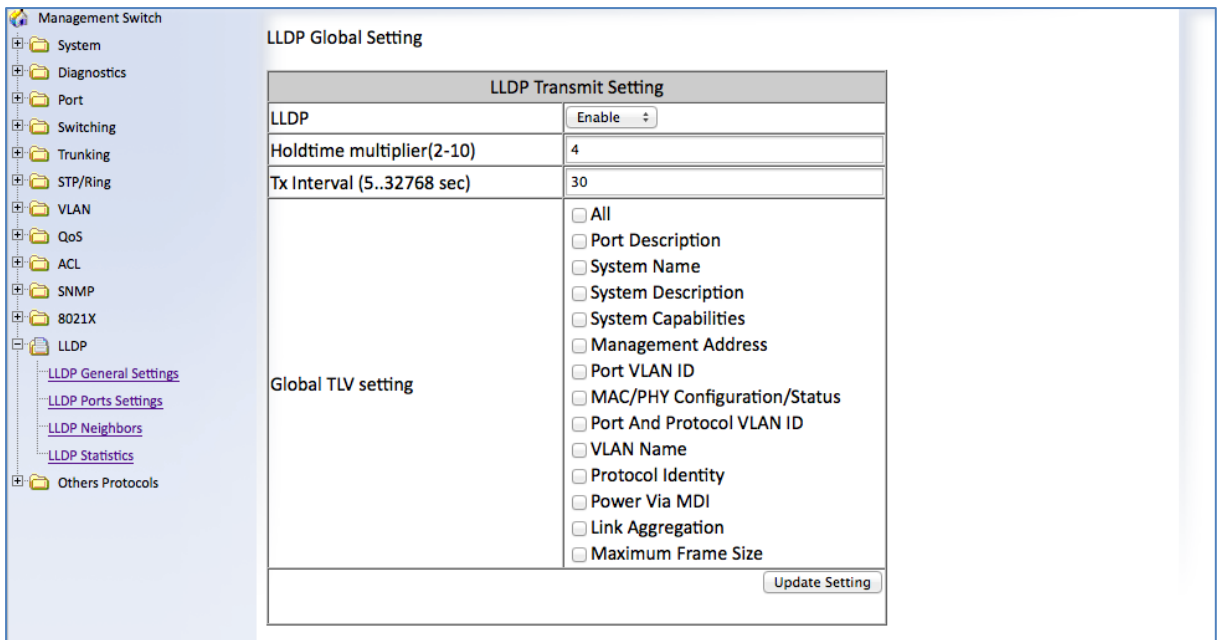 Management Switch
System
Diagnostics
Port
Switching
Trunking
STP/Ring
VLAN
QoS
ACL
SNMP
8021X
LLDP
LLDP General Settings
LLDP Ports Settings
LLDP Neighbors
LLDP Statistics
Others Protocols
LLDP Global Setting
LLDP Transmit Setting
LLDP Enable
Holdtime multiplier(2-10) 4
Tx Interval (5..32768 sec) 30
Global TLV setting
All
Port Description
System Name
System Description
System Capabilities
Management Address
Port VLAN ID
MAC/PHY Configuration/Status
Port And Protocol VLAN ID
VLAN Name
Protocol Identity
Power Via MDI
Link Aggregation
Maximum Frame Size
Update Setting